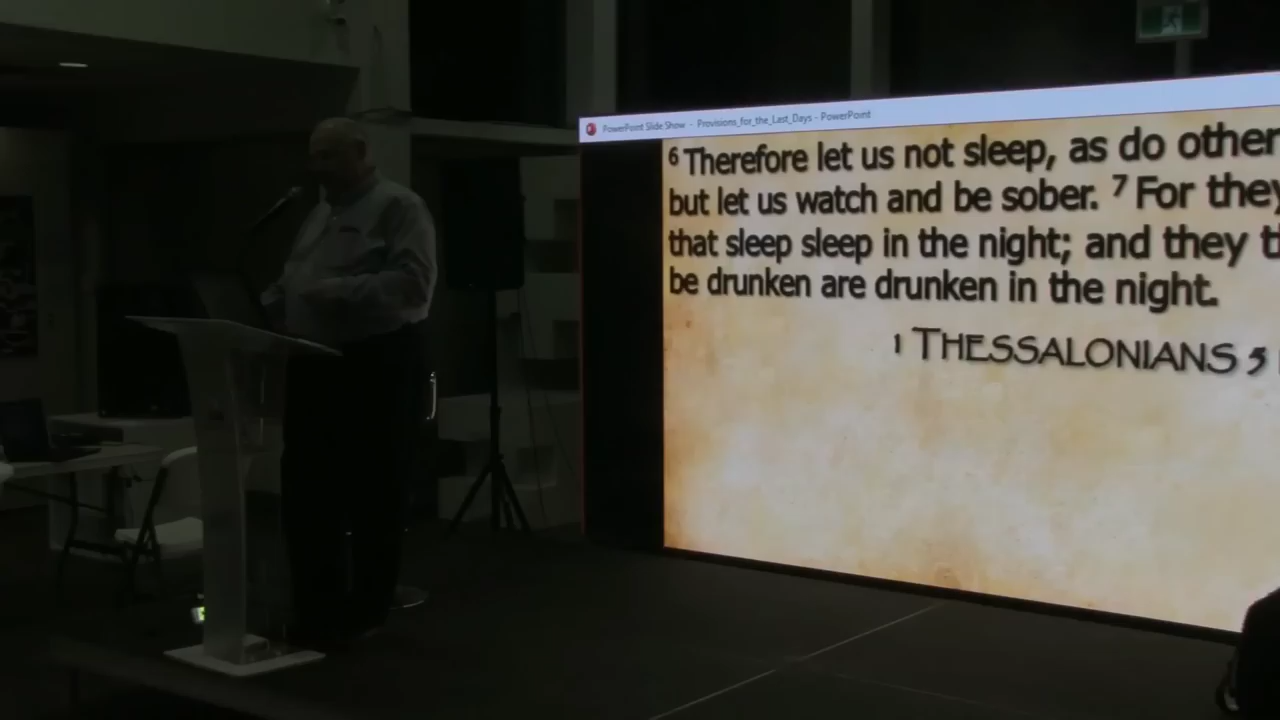 PowerPoint Slide Show - Provisions_for_the_Last_Days - PowerPoint
6 Therefore let us not sleep, as do other
but let us watch and be sober. 7 For they
that sleep sleep in the night; and they
be drunken are drunken in the night.
1 THESSALONIANS 5